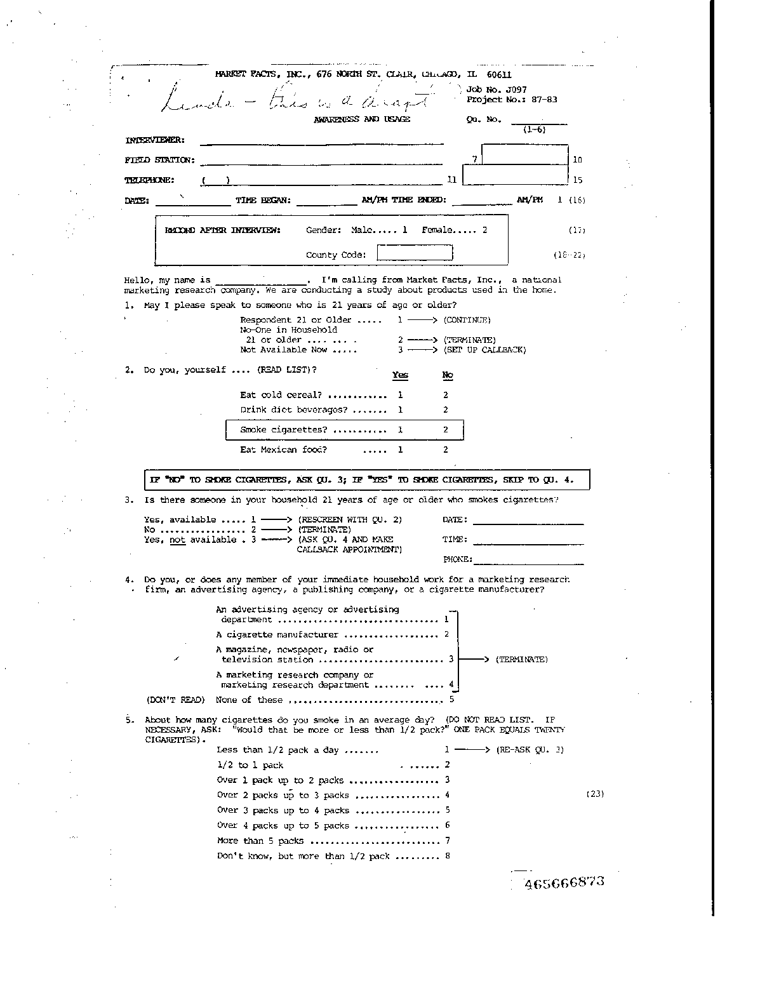 MARKET FACTS, INC., 676 NORTH ST. CLAIR, CHICAGO, IL 60611
Linda - this is a draft
Job No. J097
Project No.: 87-83
AWARENESS AND USAGE Qu. No. ________
(1-6)
INTERVIEWER: ________
FIELD STATION: ________ 7 10
TELEPHONE: ( ) ________ 11 15
DATE: ________ TIME BEGAN: ________ AM/PM TIME ENDED: ________ AM/PM 1 (16)
RECORD AFTER INTERVIEW: Gender: Male..... 1 Female..... 2 (17)
County Code: (18-22)
Hello, my name is ________. I'm calling from Market Facts, Inc., a national
marketing research company. We are conducting a study about products used in the home.
1. May I please speak to someone who is 21 years of age or older?
Respondent 21 or Older ..... 1 ----> (CONTINUE)
No-One in Household
21 or older .... ... . 2 ----> (TERMINATE)
Not Available Now ..... 3 ----> (SET UP CALLBACK)
2. Do you, yourself .... (READ LIST)?
Yes No
Eat cold cereal? ............ 1 2
Drink diet beverages? ....... 1 2
Smoke cigarettes? .......... 1 2
Eat Mexican food? ..... 1 2
IF "NO" TO SMOKE CIGARETTES, ASK QU. 3; IF "YES" TO SMOKE CIGARETTES, SKIP TO QU. 4.
3. Is there someone in your household 21 years of age or older who smokes cigarettes?
Yes, available ..... 1 ----> (RESCREEN WITH QU. 2) DATE: ________
No ................ 2 ----> (TERMINATE)
Yes, not available . 3 ----> (ASK QU. 4 AND MAKE TIME: ________
CALLBACK APPOINTMENT)
PHONE: ________
4. Do you, or does any member of your immediate household work for a marketing research
firm, an advertising agency, a publishing company, or a cigarette manufacturer?
An advertising agency or advertising
department ................................ 1
A cigarette manufacturer ................... 2
A magazine, newspaper, radio or
television station ......................... 3 ----> (TERMINATE)
A marketing research company or
marketing research department ........ .... 4
(DON'T READ) None of these ............................... 5
5. About how many cigarettes do you smoke in an average day? (DO NOT READ LIST. IF
NECESSARY, ASK: "Would that be more or less than 1/2 pack?" ONE PACK EQUALS TWENTY
CIGARETTES).
Less than 1/2 pack a day ....... 1 ----> (RE-ASK QU. 3)
1/2 to 1 pack . ...... 2
Over 1 pack up to 2 packs .................. 3
Over 2 packs up to 3 packs ................. 4 (23)
Over 3 packs up to 4 packs ................. 5
Over 4 packs up to 5 packs ................. 6
More than 5 packs .......................... 7
Don't know, but more than 1/2 pack ......... 8
465666873